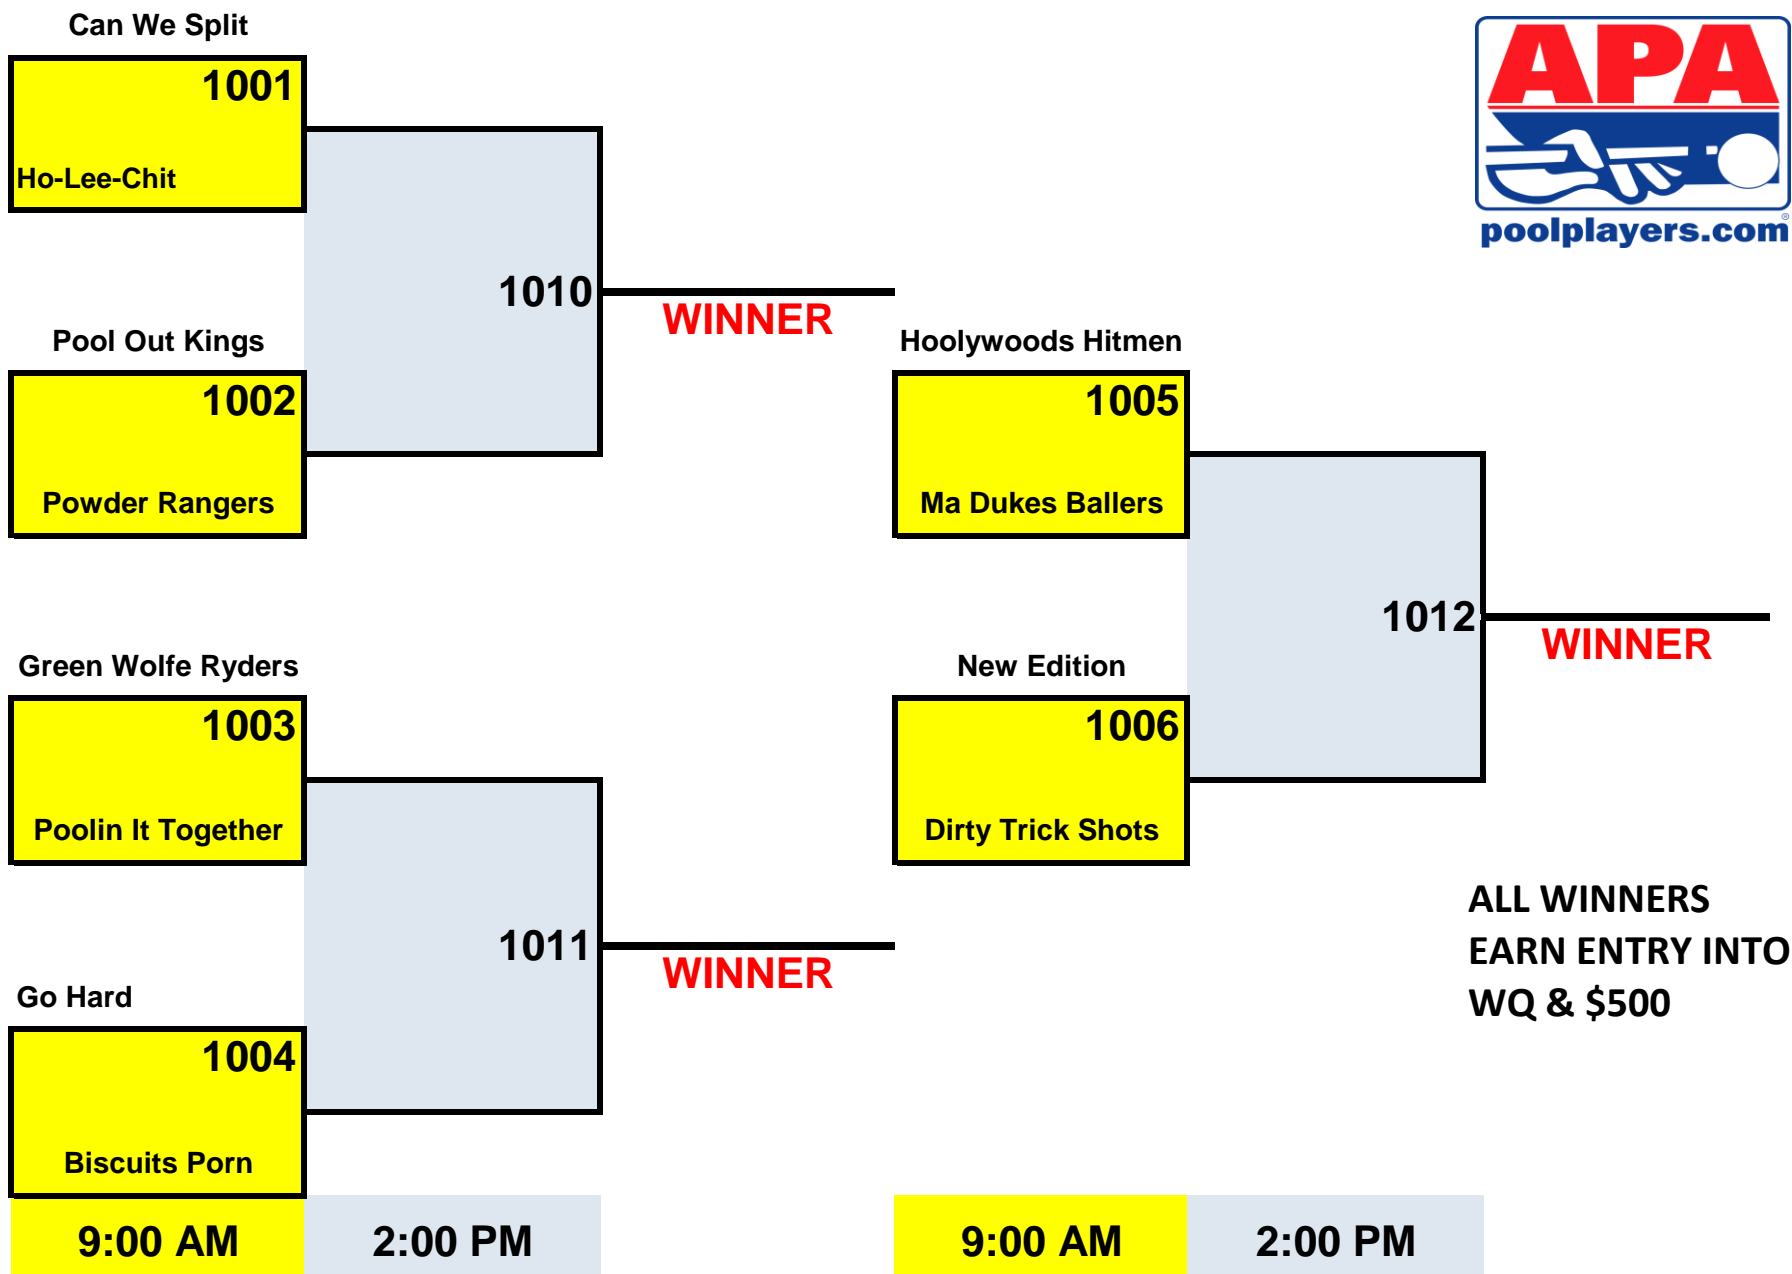 Can We Split
1001
Ho-Lee-Chit
APA
poolplayers.com
®
1010
WINNER
Pool Out Kings
1002
Powder Rangers
Hoolywoods Hitmen
1005
Ma Dukes Ballers
1012
WINNER
Green Wolfe Ryders
1003
Poolin It Together
New Edition
1006
Dirty Trick Shots
1011
WINNER
Go Hard
1004
Biscuits Porn
ALL WINNERS
EARN ENTRY INTO
WQ & $500
9:00 AM
2:00 PM
9:00 AM
2:00 PM